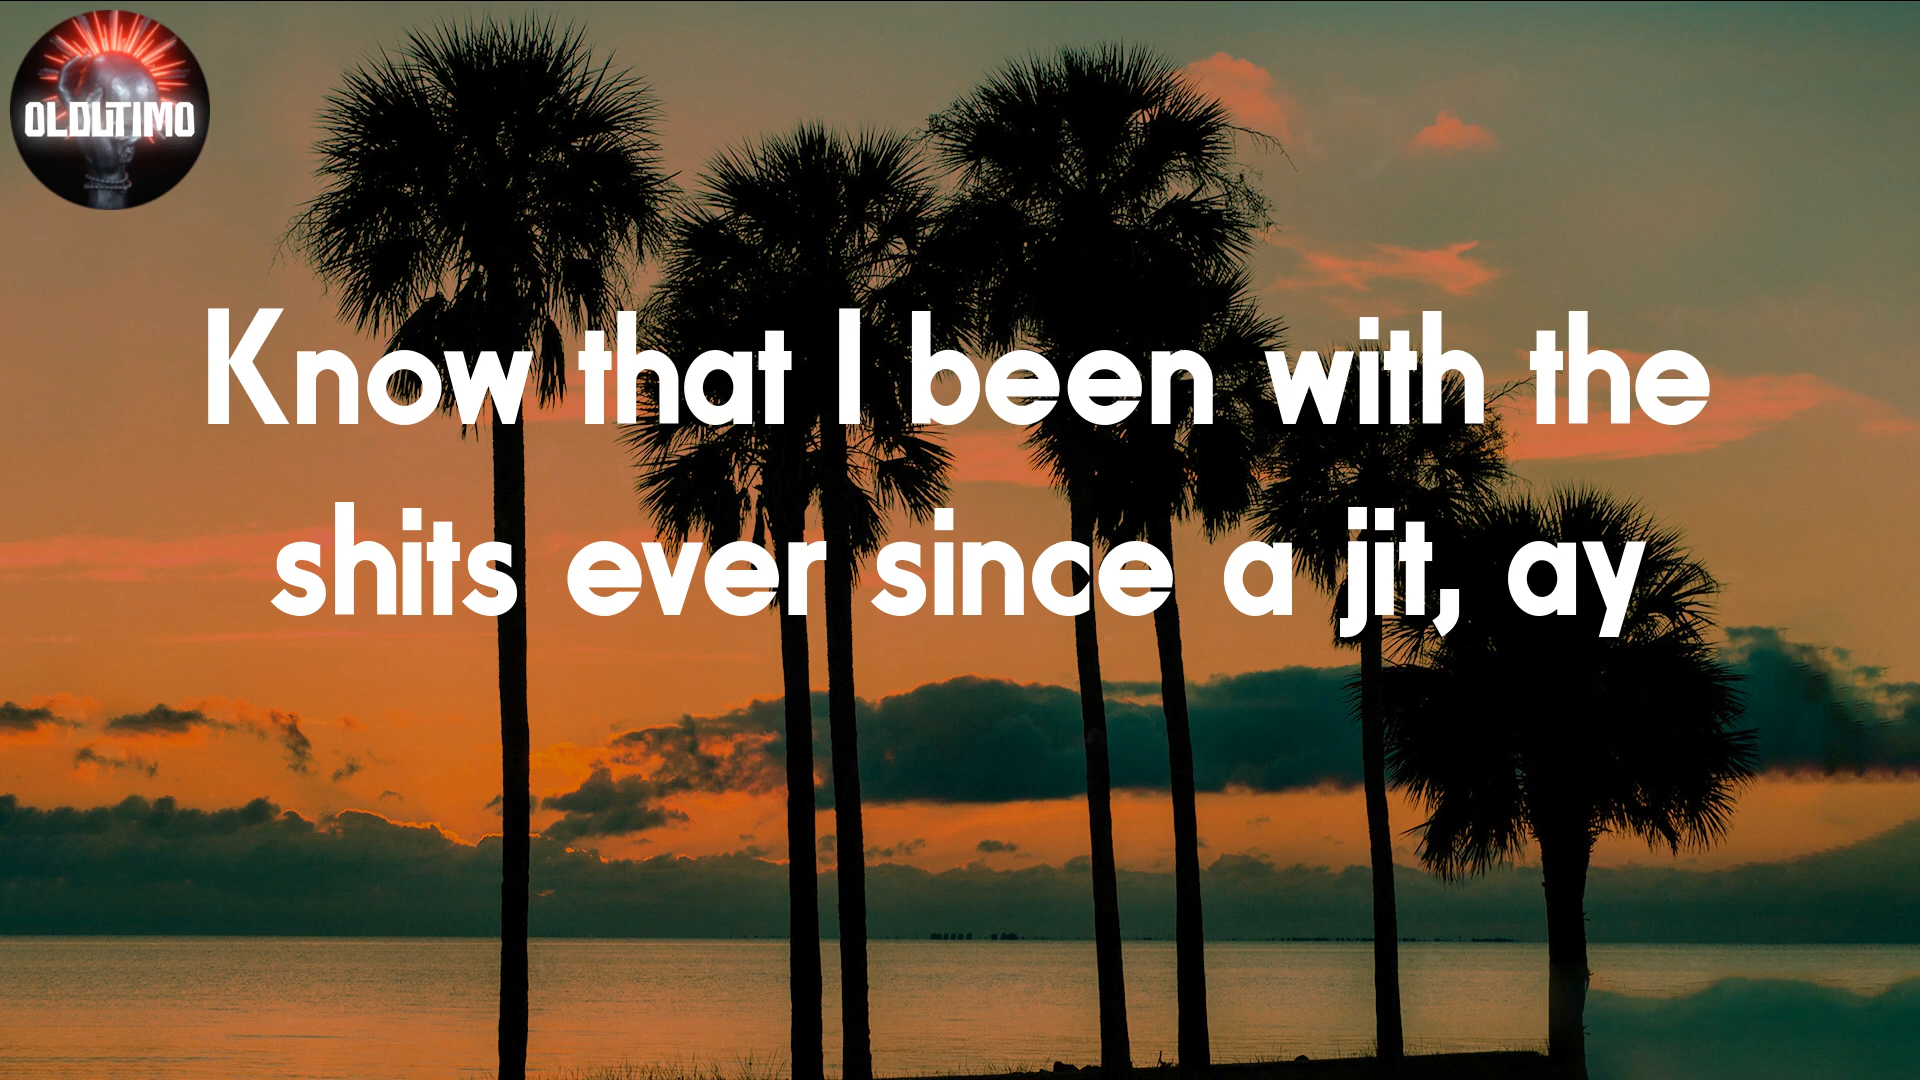 OLDUTIMO
Know that I been with the
shits ever since a jit, ay